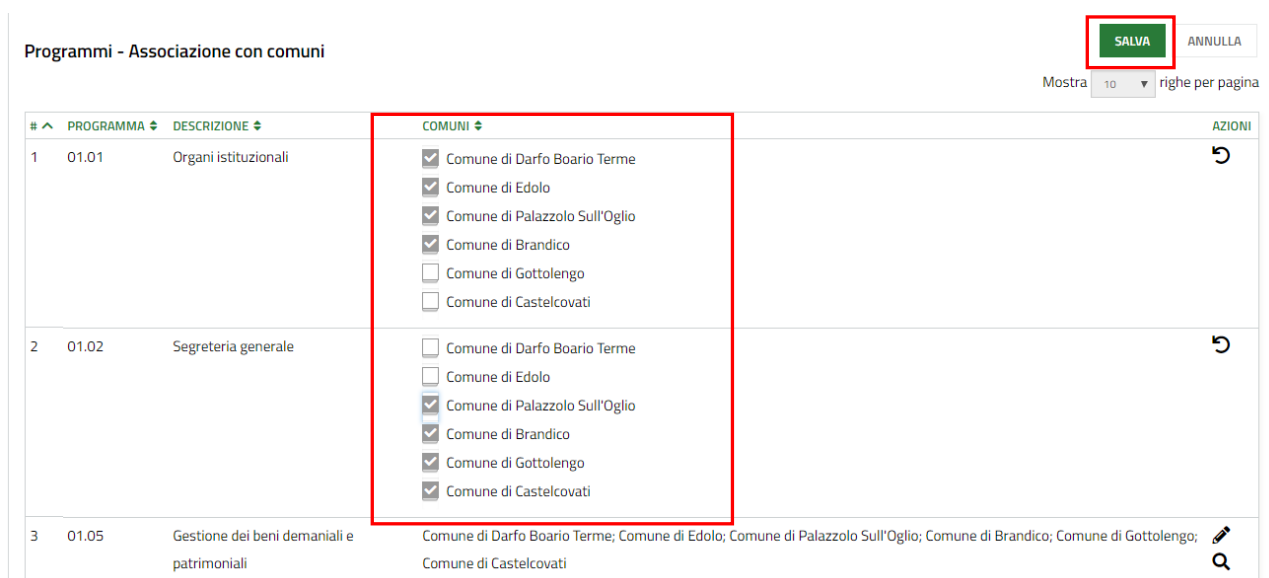 SALVA ANNULLA
Programmi - Associazione con comuni
Mostra 10 righe per pagina
# PROGRAMMA DESCRIZIONE COMUNI AZIONI
1 01.01 Organi istituzionali Comune di Darfo Boario Terme
Comune di Edolo
Comune di Palazzolo Sull'Oglio
Comune di Brandico
Comune di Gottolengo
Comune di Castelcovati
2 01.02 Segreteria generale Comune di Darfo Boario Terme
Comune di Edolo
Comune di Palazzolo Sull'Oglio
Comune di Brandico
Comune di Gottolengo
Comune di Castelcovati
3 01.05 Gestione dei beni demaniali e Comune di Darfo Boario Terme; Comune di Edolo; Comune di Palazzolo Sull'Oglio; Comune di Brandico; Comune di Gottolengo;
patrimoniali Comune di Castelcovati